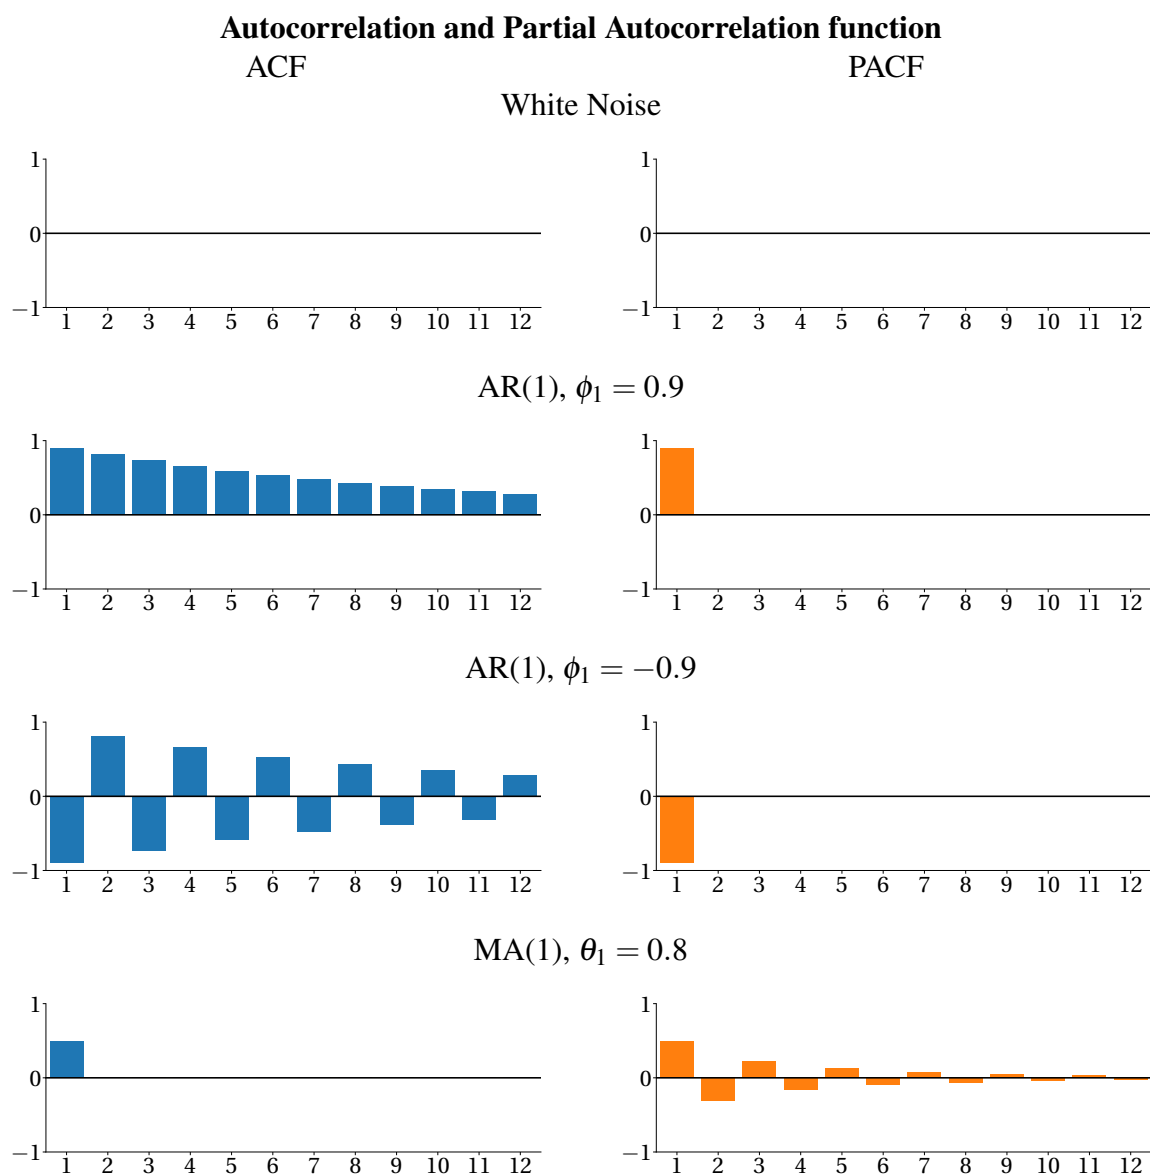 Autocorrelation and Partial Autocorrelation function
ACF PACF
White Noise
1 1
0 0
−1 −1
1 2 3 4 5 6 7 8 9 10 11 12 1 2 3 4 5 6 7 8 9 10 11 12
AR(1), ϕ₁ = 0.9
1 1
0 0
−1 −1
1 2 3 4 5 6 7 8 9 10 11 12 1 2 3 4 5 6 7 8 9 10 11 12
AR(1), ϕ₁ = −0.9
1 1
0 0
−1 −1
1 2 3 4 5 6 7 8 9 10 11 12 1 2 3 4 5 6 7 8 9 10 11 12
MA(1), θ₁ = 0.8
1 1
0 0
−1 −1
1 2 3 4 5 6 7 8 9 10 11 12 1 2 3 4 5 6 7 8 9 10 11 12